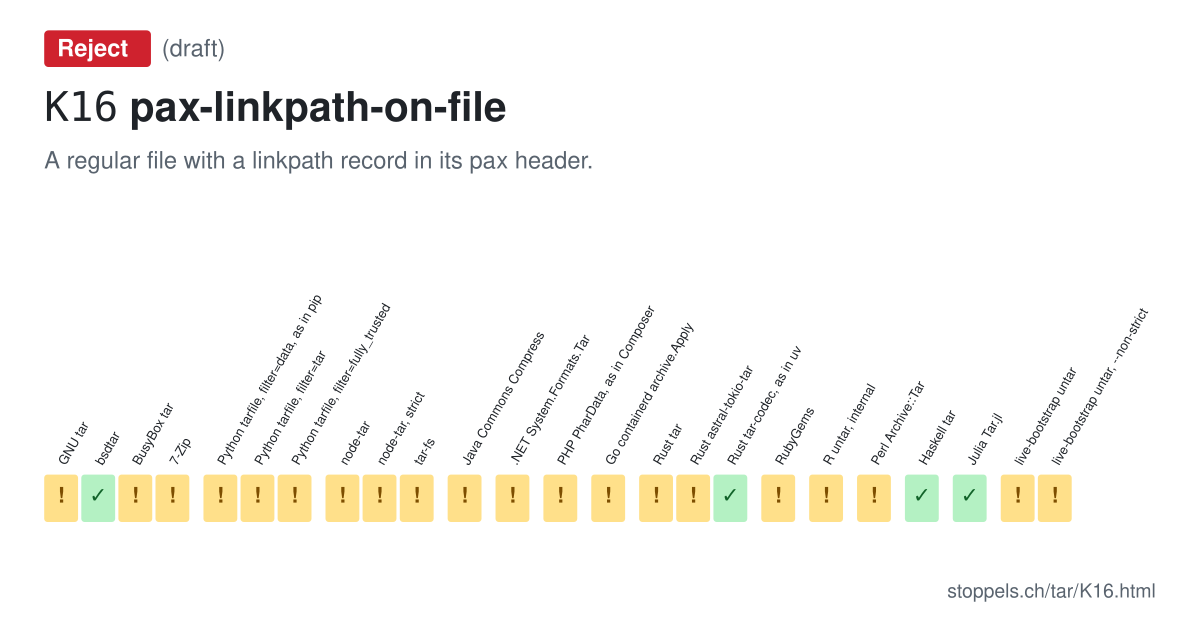 Reject (draft)
K16 pax-linkpath-on-file
A regular file with a linkpath record in its pax header.
GNU tar
bsdtar
BusyBox tar
7-Zip
Python tarfile, filter=data, as in pip
Python tarfile, filter=tar
Python tarfile, filter=fully_trusted
node-tar
node-tar, strict
tar-fs
Java Commons Compress
.NET System.Formats.Tar
PHP PharData, as in Composer
Go containerd archive.Apply
Rust tar
Rust astral-tokio-tar
Rust tar-codec, as in uv
RubyGems
R untar, internal
Perl Archive::Tar
Haskell tar
Julia Tar.jl
live-bootstrap untar
live-bootstrap untar, --non-strict
! ✓ ! ! ! ! ! ! ! ! ! ! ! ! ! ! ✓ ! ! ! ✓ ✓ ! !
stoppels.ch/tar/K16.html